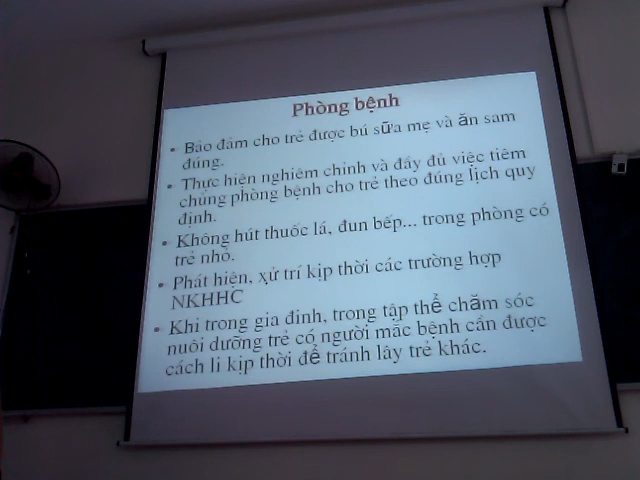 Phòng bệnh
• Bảo đảm cho trẻ được bú sữa mẹ và ăn sam
đúng.
• Thực hiện nghiêm chỉnh và đầy đủ việc tiêm
chủng phòng bệnh cho trẻ theo đúng lịch quy
định.
• Không hút thuốc lá, đun bếp... trong phòng có
trẻ nhỏ.
• Phát hiện, xử trí kịp thời các trường hợp
NKHHC
• Khi trong gia đình, trong tập thể chăm sóc
nuôi dưỡng trẻ có người mắc bệnh cần được
cách li kịp thời để tránh lây trẻ khác.